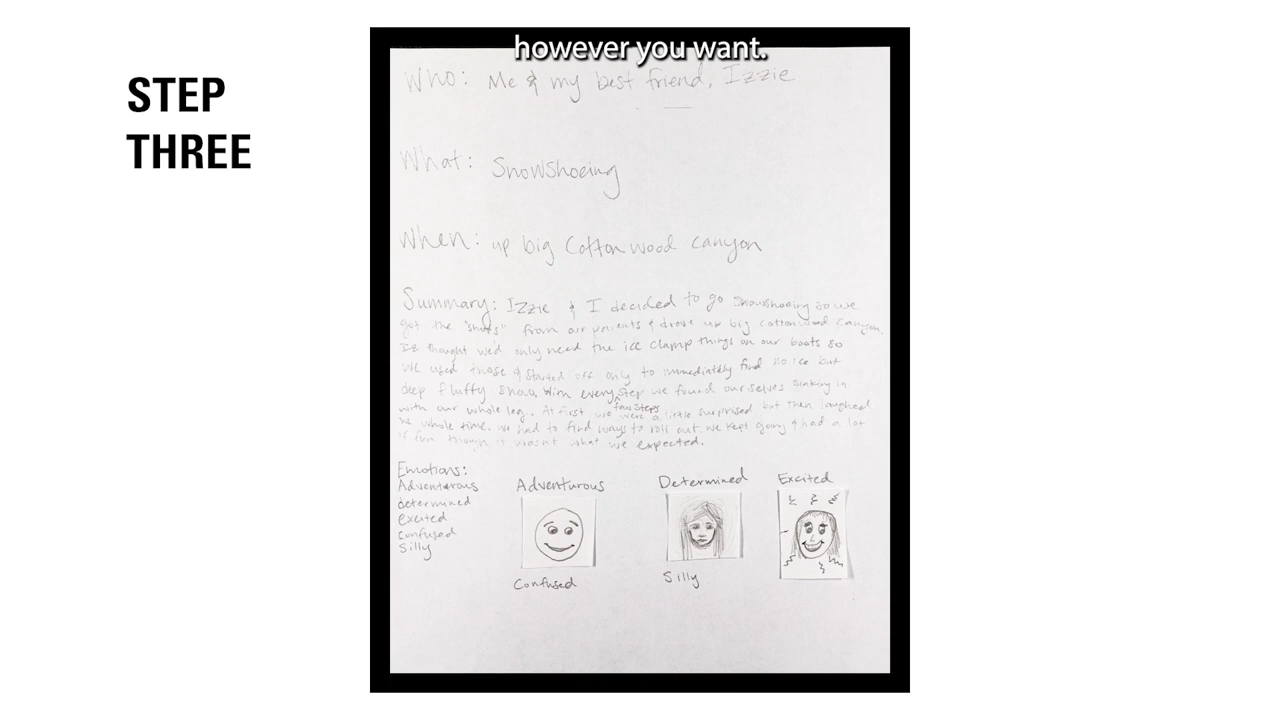 STEP
THREE
however you want.
Who: Me & my best friend, Izzie
What: Snowshoeing
When: up big Cottonwood canyon
Summary: Izzie & I decided to go snowshoeing so we
got the "shoes" from our parents & drove up big cottonwood canyon.
Iz thought we'd only need the ice clamp things on our boots so
we used those & started off only to immediately find no ice but
deep fluffy snow. With every step we found our selves sinking in
few steps
with our whole leg. At first we were a little surprised but then laughed
the whole time. We had to find ways to roll out. We kept going & had a lot
of fun though it wasn't what we expected.
Emotions:
Adventurous
determined
excited
confused
Silly
Adventurous
Determined
Excited
Confused
Silly